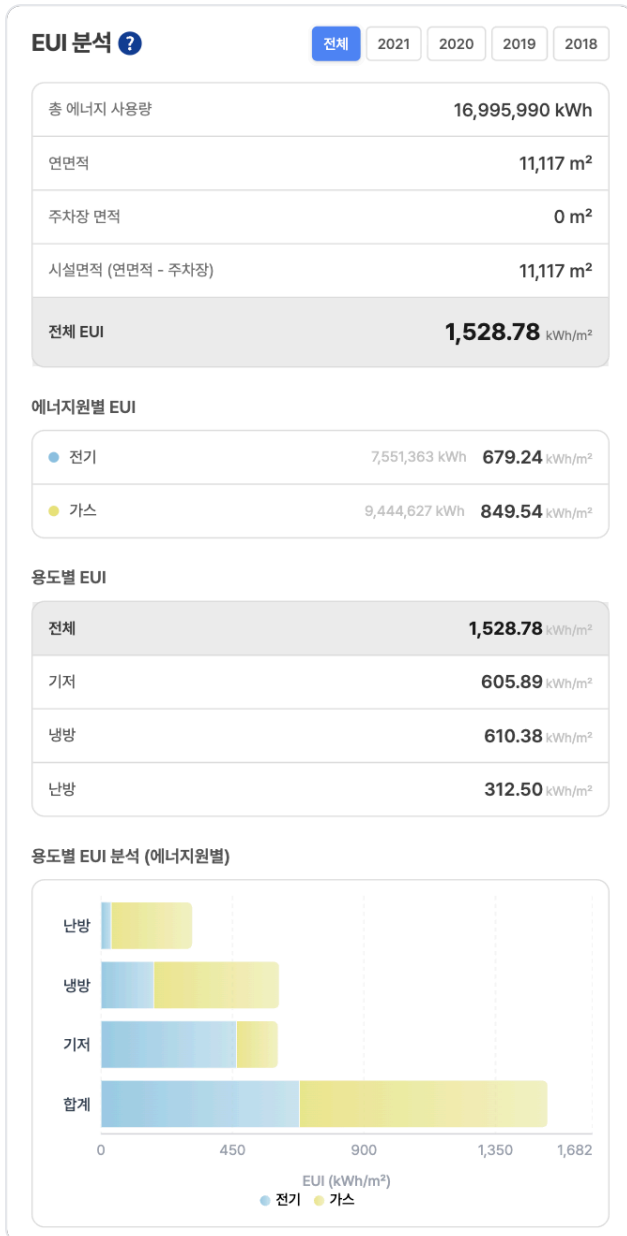 EUI 분석 ?
전체 2021 2020 2019 2018
총 에너지 사용량 16,995,990 kWh
연면적 11,117 m²
주차장 면적 0 m²
시설면적 (연면적 - 주차장) 11,117 m²
전체 EUI 1,528.78 kWh/m²
에너지원별 EUI
전기 7,551,363 kWh 679.24 kWh/m²
가스 9,444,627 kWh 849.54 kWh/m²
용도별 EUI
전체 1,528.78 kWh/m²
기저 605.89 kWh/m²
냉방 610.38 kWh/m²
난방 312.50 kWh/m²
용도별 EUI 분석 (에너지원별)
난방
냉방
기저
합계
0 450 900 1,350 1,682
EUI (kWh/m²)
전기 가스